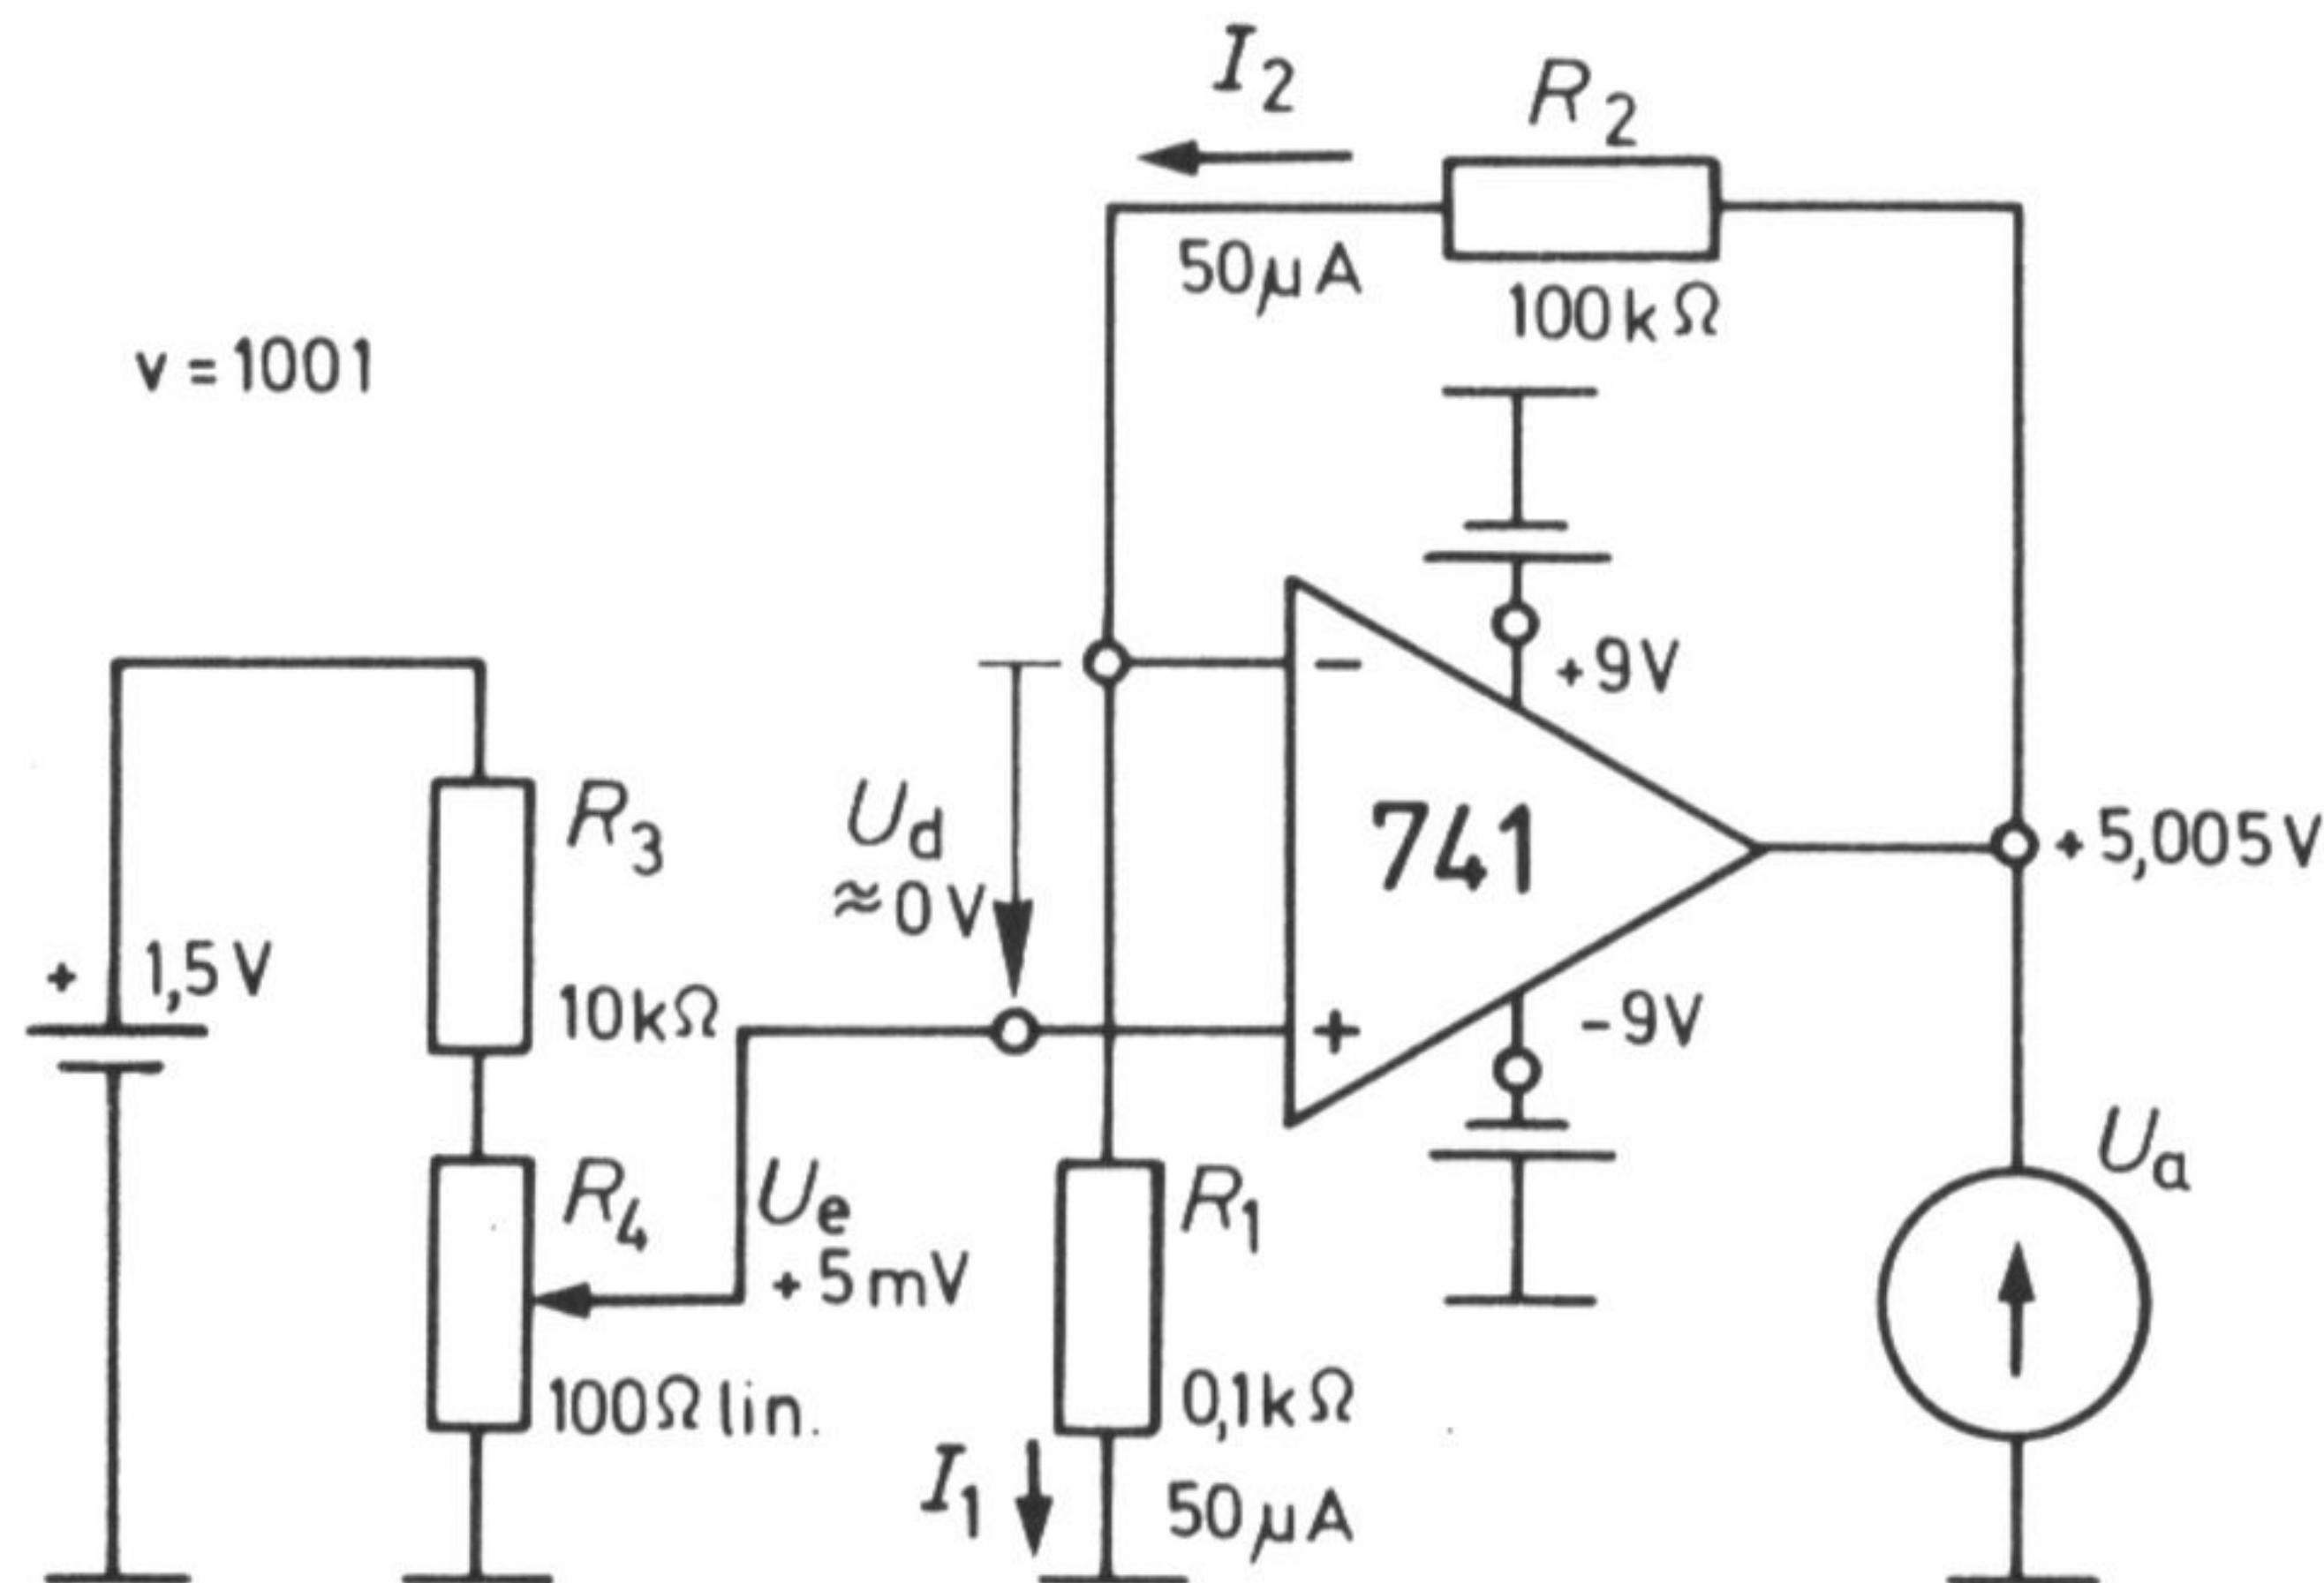 I2
R2
50µA
100kΩ
v=1001
+9V
−
R3
Ud
≈0V
741
+5,005V
+ 1,5V
10kΩ
+
−9V
R4
Ue
+5mV
R1
Ua
100Ω lin.
0,1kΩ
I1
50µA